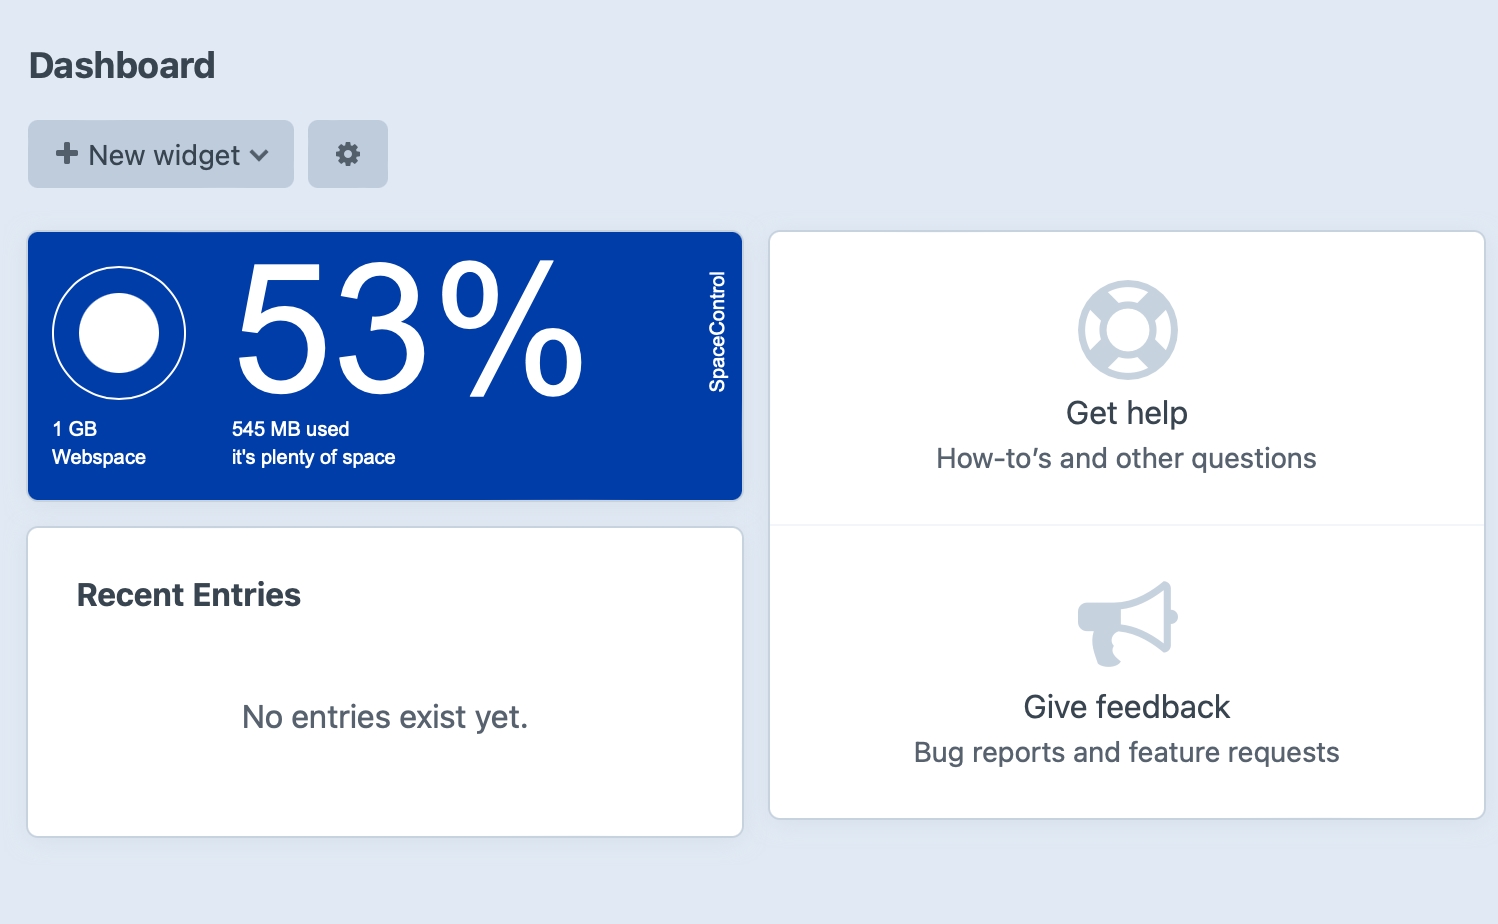 Dashboard
New widget
53%
SpaceControl
1 GB
Webspace
545 MB used
it's plenty of space
Recent Entries
No entries exist yet.
Get help
How-to’s and other questions
Give feedback
Bug reports and feature requests